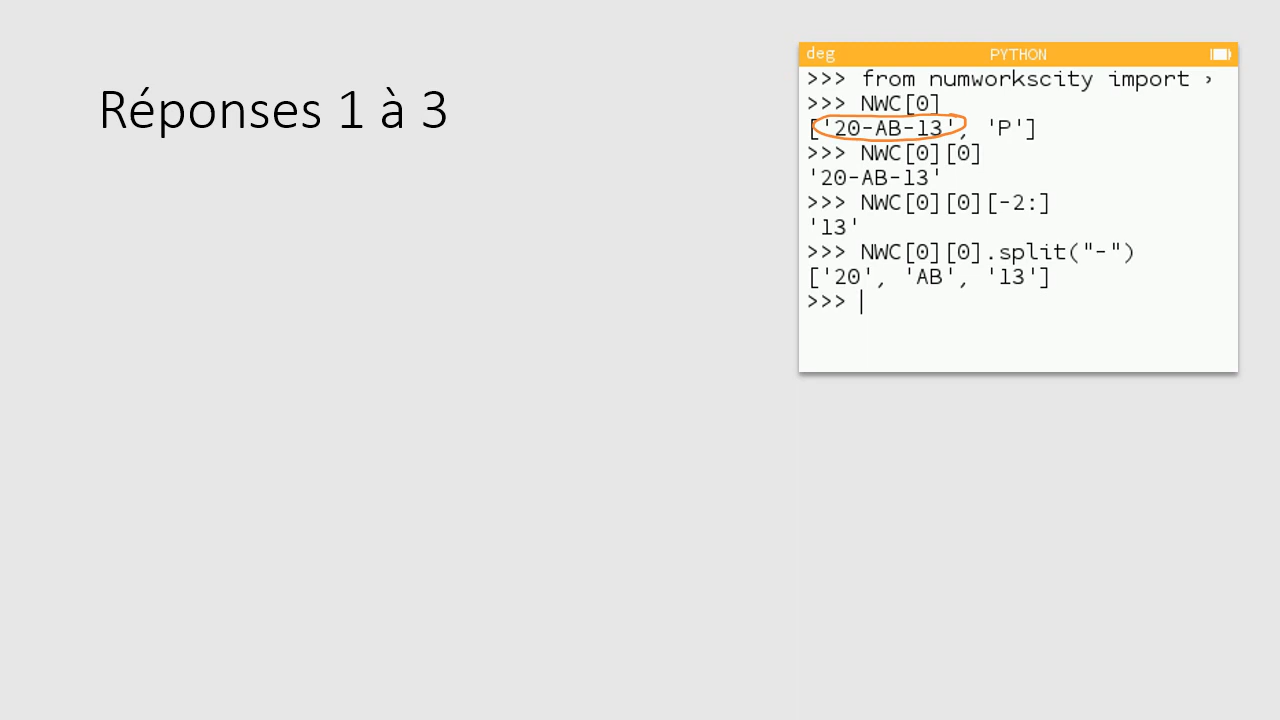 Réponses 1 à 3
deg PYTHON
>>> from numworkscity import ›
>>> NWC[0]
['20-AB-13', 'P']
>>> NWC[0][0]
'20-AB-13'
>>> NWC[0][0][-2:]
'13'
>>> NWC[0][0].split("-")
['20', 'AB', '13']
>>>